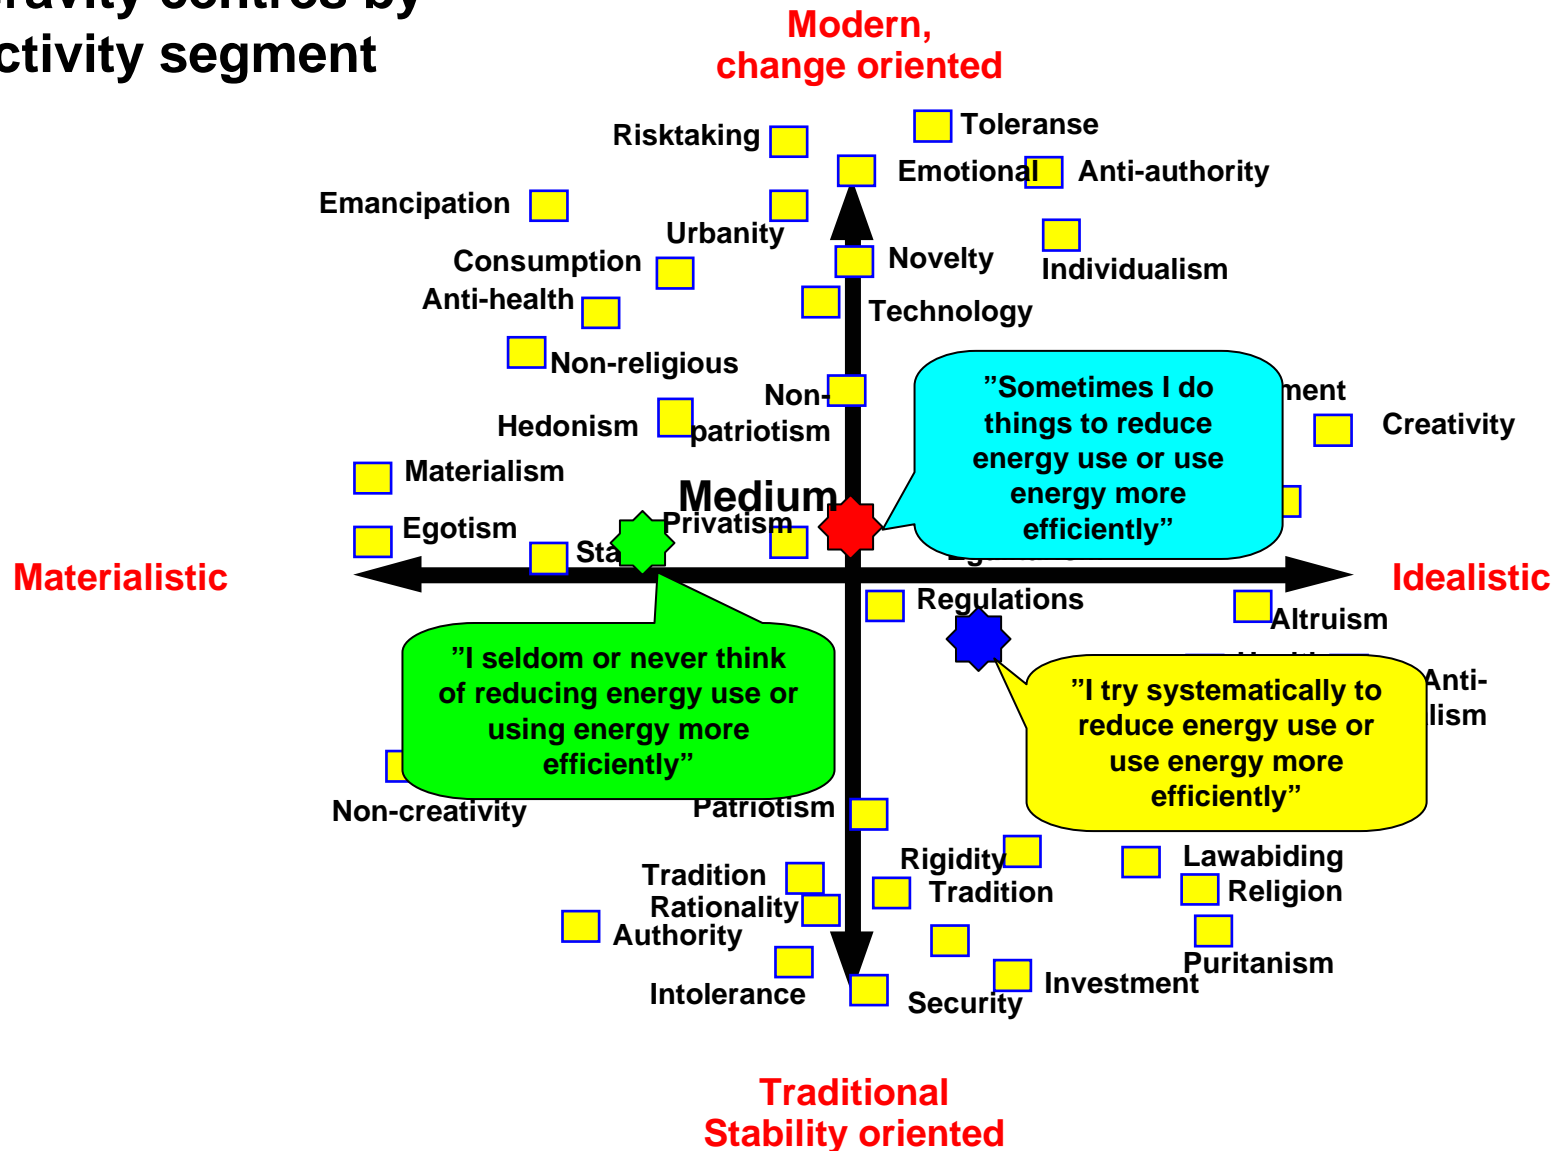 ravity centros by
ctivity segment
Modern,
change oriented
Toleranse
Risktaking
Emotional
Anti-authority
Emancipation
Urbanity
Consumption
Novelty
Individualism
Anti-health
Technology
Non-religious
Non-
patriotism
”Sometimes I do
things to reduce
energy use or use
energy more
efficiently”
ment
Creativity
Hedonism
Materialism
Medium
Privatism
Egotism
Sta
Materialistic
Idealistic
Regulations
Altruism
”I seldom or never think
of reducing energy use or
using energy more
efficiently”
”I try systematically to
reduce energy use or
use energy more
efficiently”
Anti-
lism
Non-creativity
Patriotism
Rigidity
Lawabiding
Tradition
Tradition
Religion
Rationality
Authority
Puritanism
Intolerance
Security
Investment
Traditional
Stability oriented